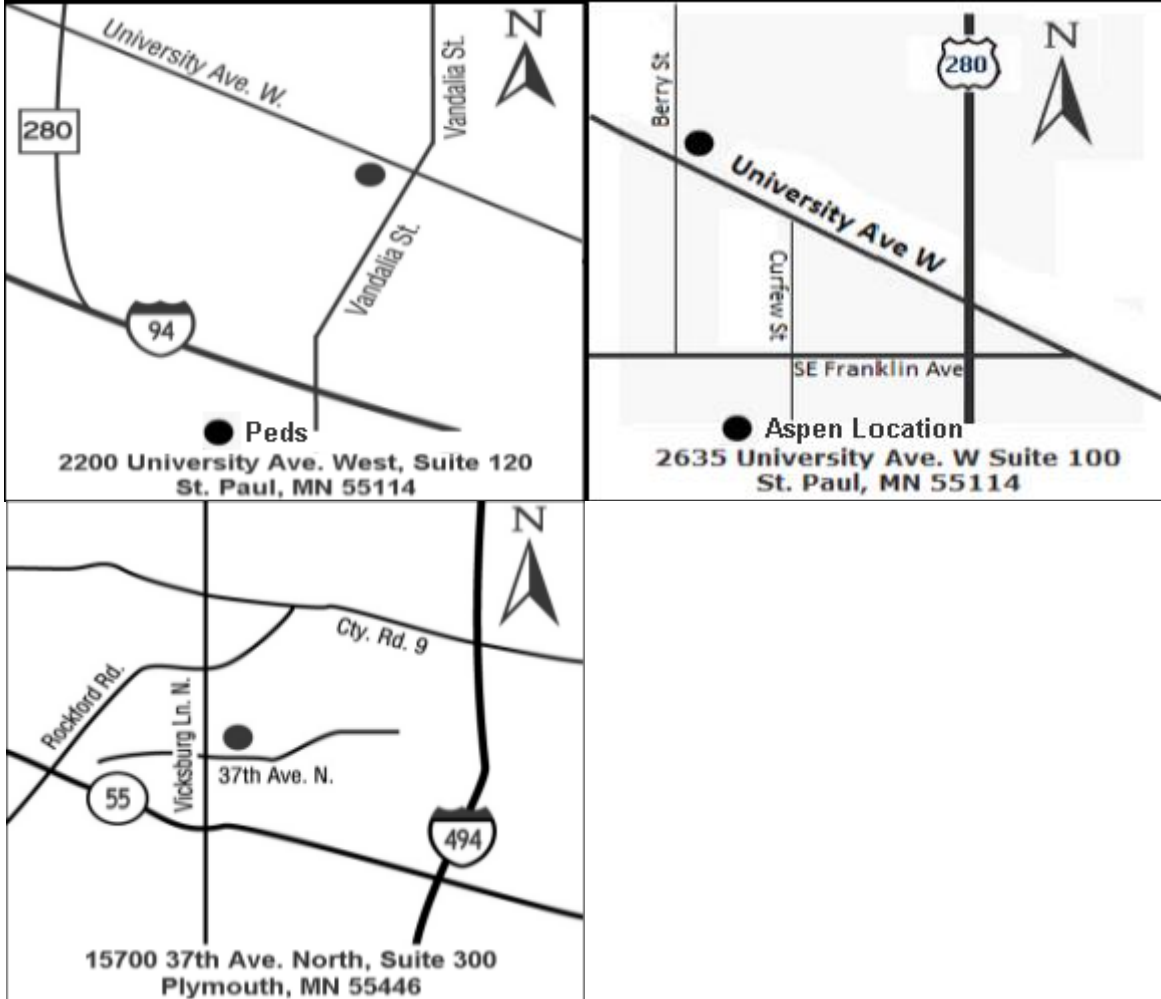 University Ave. W.
Vandalia St.
N
280
Vandalia St.
94
Peds
2200 University Ave. West, Suite 120
St. Paul, MN 55114
Berry St
280
N
University Ave W
Curfew St
SE Franklin Ave
Aspen Location
2635 University Ave. W Suite 100
St. Paul, MN 55114
N
Cty. Rd. 9
Rockford Rd.
Vicksburg Ln. N.
37th Ave. N.
55
494
15700 37th Ave. North, Suite 300
Plymouth, MN 55446